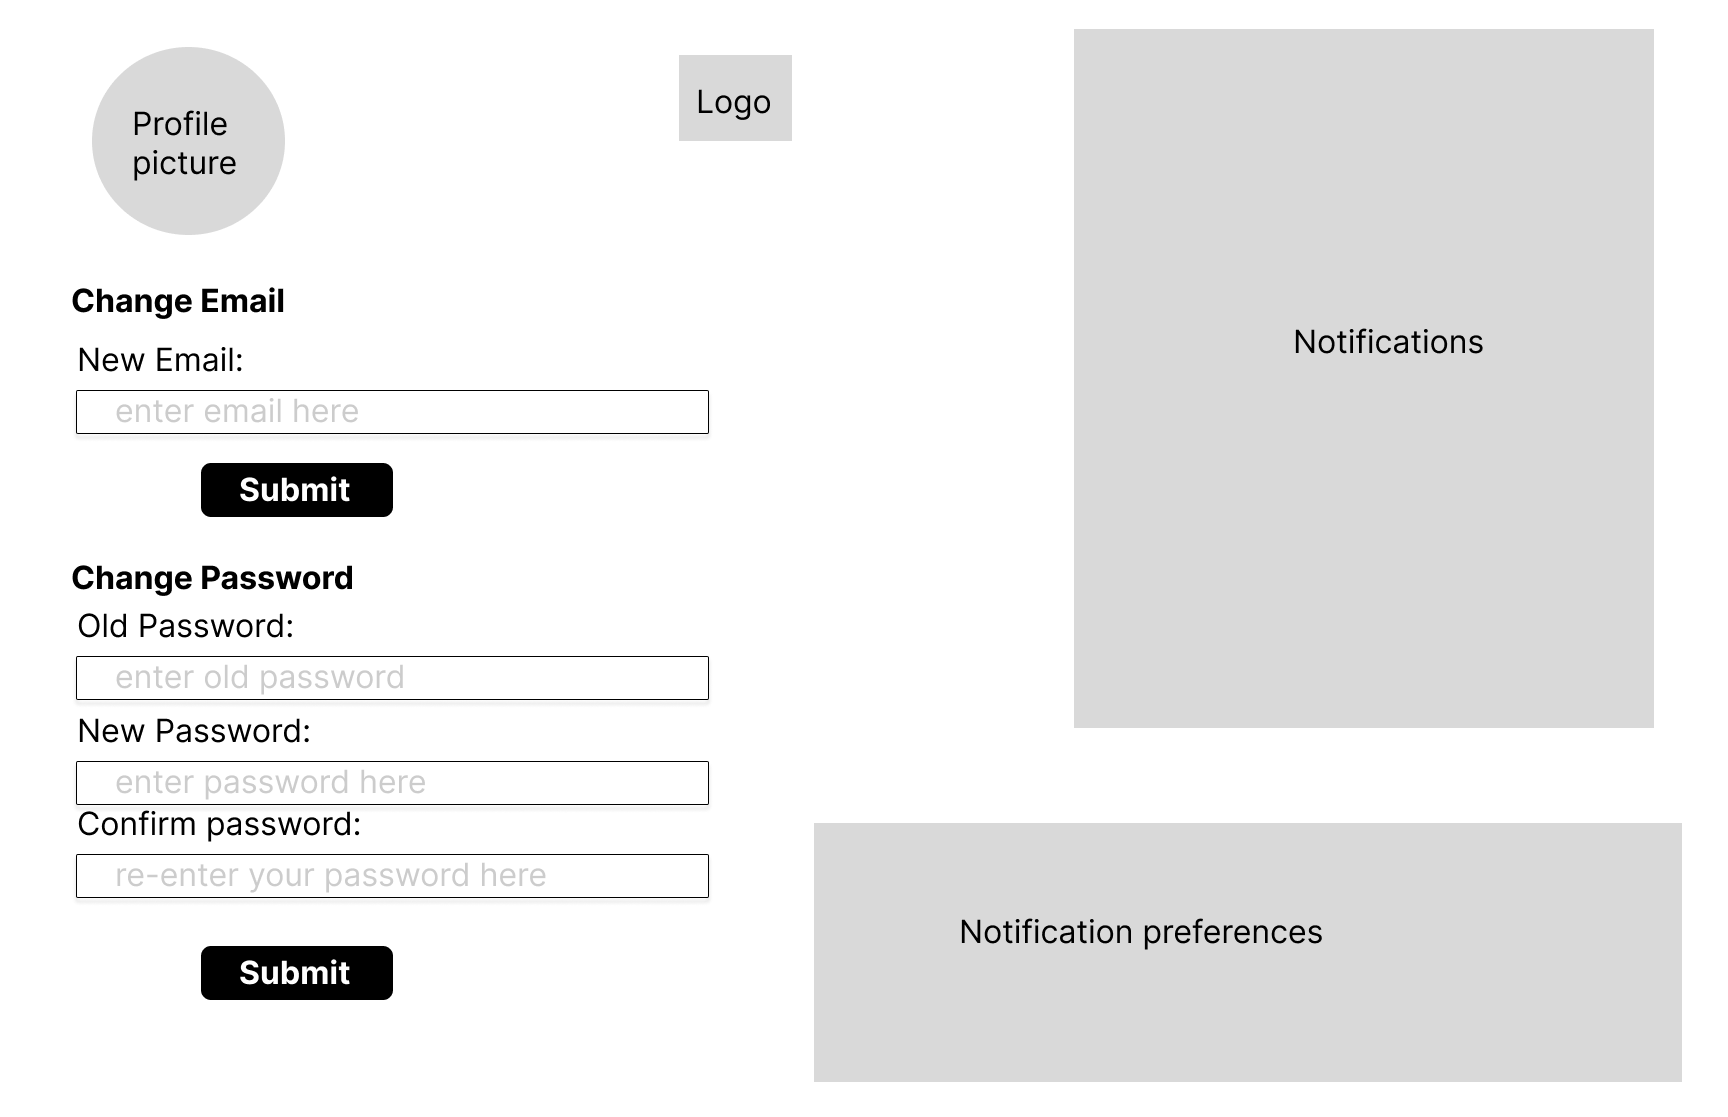 Profile
picture
Logo
Change Email
New Email:
enter email here
Submit
Change Password
Old Password:
enter old password
New Password:
enter password here
Confirm password:
re-enter your password here
Submit
Notifications
Notification preferences